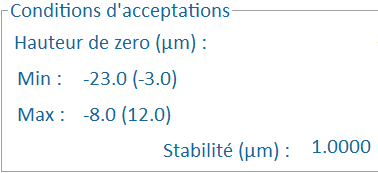 Conditions d'acceptations
Hauteur de zero (µm) :
Min : -23.0 (-3.0)
Max : -8.0 (12.0)
Stabilité (µm) : 1.0000